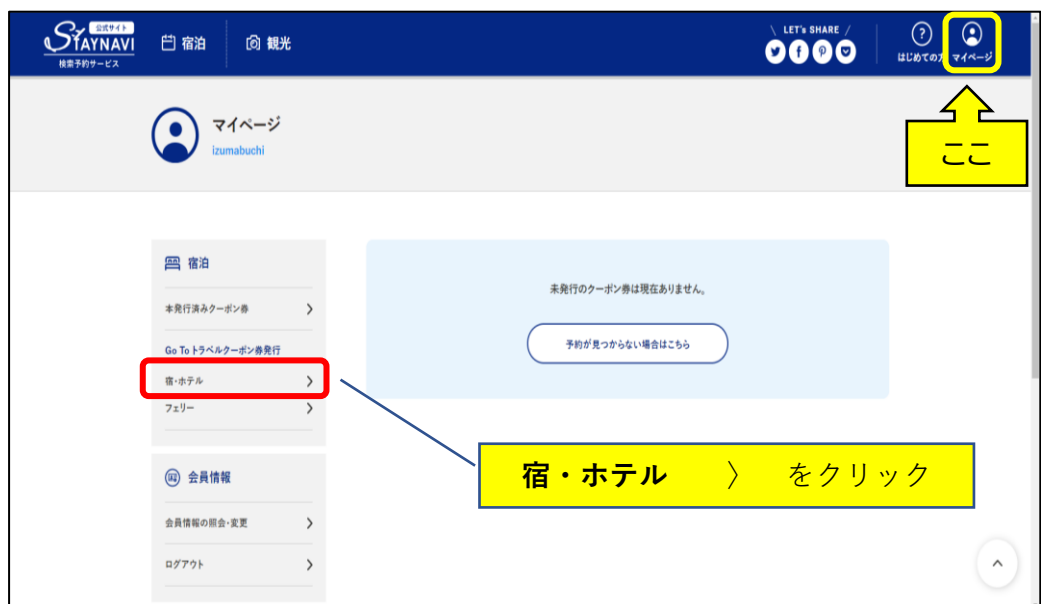 公式サイト
STAYNAVI
検索予約サービス
宿泊
観光
\ LET's SHARE /
はじめての方
マイページ
マイページ
izumabuchi
ここ
宿泊
本発行済みクーポン券
Go To トラベルクーポン券発行
宿・ホテル
フェリー
未発行のクーポン券は現在ありません。
予約が見つからない場合はこちら
宿・ホテル 〉 をクリック
会員情報
会員情報の照会・変更
ログアウト